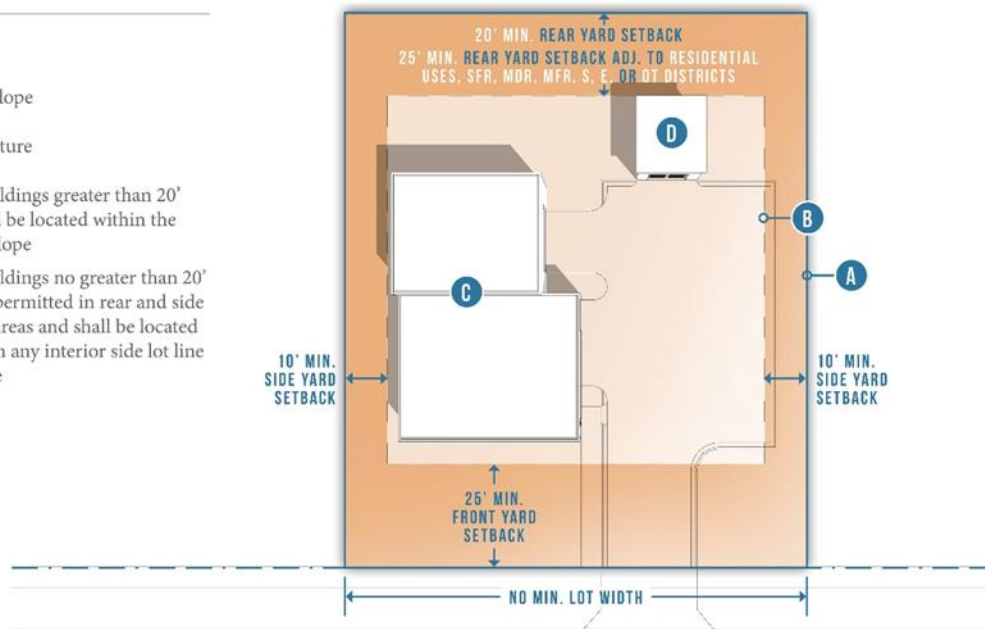 lope
ture
ldings greater than 20’
l be located within the
lope
ldings no greater than 20’
permitted in rear and side
reas and shall be located
n any interior side lot line
e
20' MIN. REAR YARD SETBACK
25' MIN. REAR YARD SETBACK ADJ. TO RESIDENTIAL
USES, SFR, MDR, MFR, S, E, OR OT DISTRICTS
D
B
A
C
10' MIN.
SIDE YARD
SETBACK
10' MIN.
SIDE YARD
SETBACK
25' MIN.
FRONT YARD
SETBACK
NO MIN. LOT WIDTH